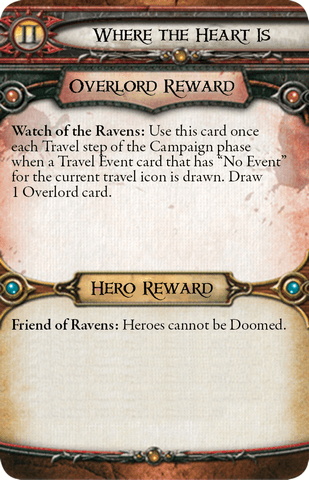 II
Where the Heart Is
Overlord Reward
Watch of the Ravens: Use this card once
each Travel step of the Campaign phase
when a Travel Event card that has “No Event”
for the current travel icon is drawn. Draw
1 Overlord card.
Hero Reward
Friend of Ravens: Heroes cannot be Doomed.